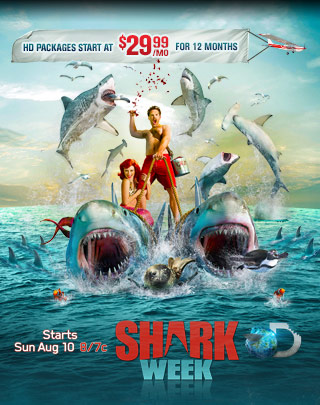 HD PACKAGES START AT $29.99/MO FOR 12 MONTHS
Starts
Sun Aug 10 8/7c
SHARK
WEEK
D